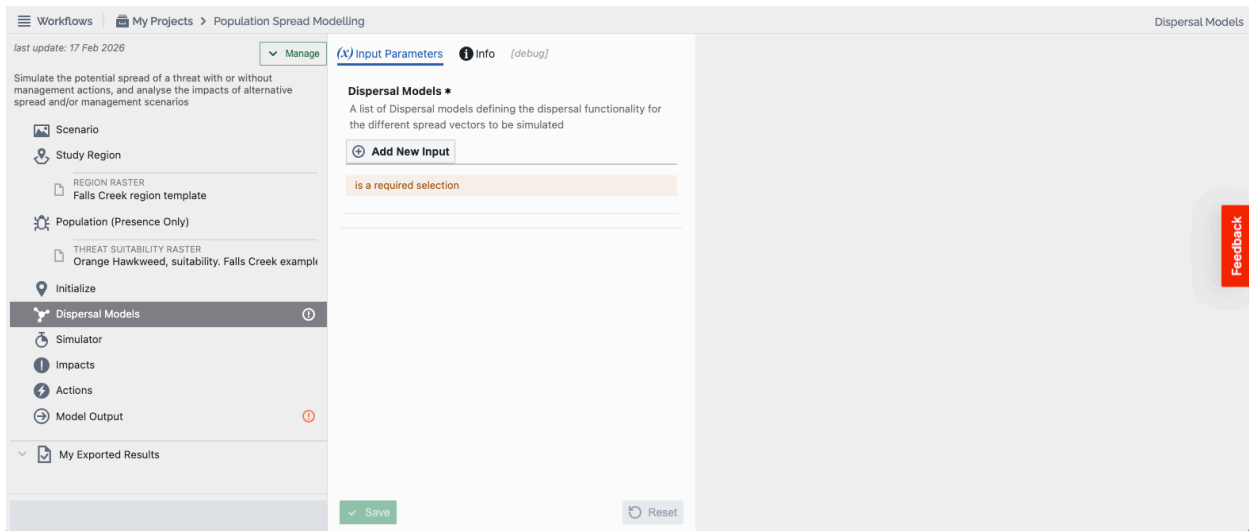 Workflows
My Projects > Population Spread Modelling
Dispersal Models
last update: 17 Feb 2026
Manage
Simulate the potential spread of a threat with or without
management actions, and analyse the impacts of alternative
spread and/or management scenarios
Scenario
Study Region
REGION RASTER
Falls Creek region template
Population (Presence Only)
THREAT SUITABILITY RASTER
Orange Hawkweed, suitability. Falls Creek example
Initialize
Dispersal Models
Simulator
Impacts
Actions
Model Output
My Exported Results
(x) Input Parameters
Info
[debug]
Dispersal Models *
A list of Dispersal models defining the dispersal functionality for
the different spread vectors to be simulated
Add New Input
is a required selection
Save
Reset
Feedback